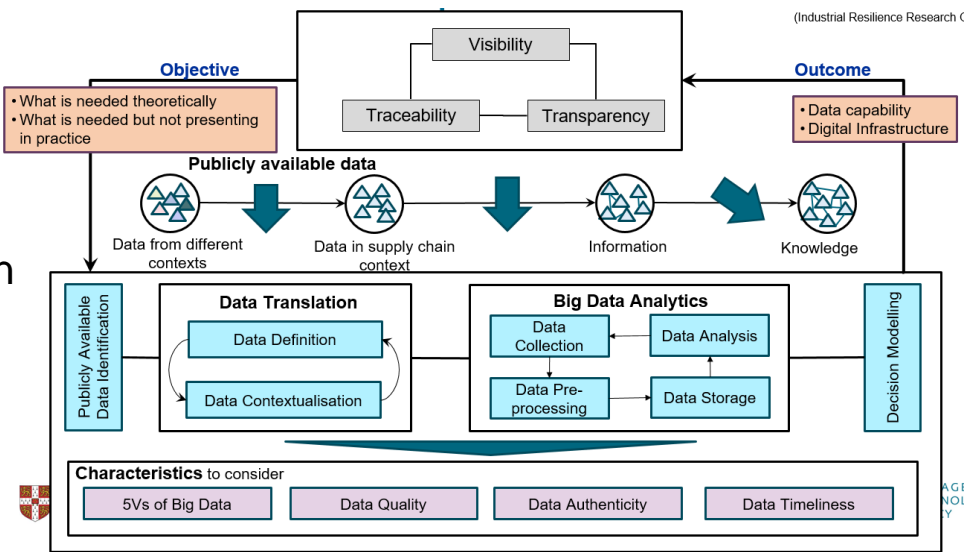 (Industrial Resilience Research
Visibility
Traceability
Transparency
Objective
• What is needed theoretically
• What is needed but not presenting
in practice
Outcome
• Data capability
• Digital Infrastructure
Publicly available data
Data from different
contexts
Data in supply chain
context
Information
Knowledge
Publicly Available
Data Identification
Data Translation
Data Definition
Data Contextualisation
Big Data Analytics
Data
Collection
Data Analysis
Data Pre-
processing
Data Storage
Decision Modelling
Characteristics to consider
5Vs of Big Data
Data Quality
Data Authenticity
Data Timeliness